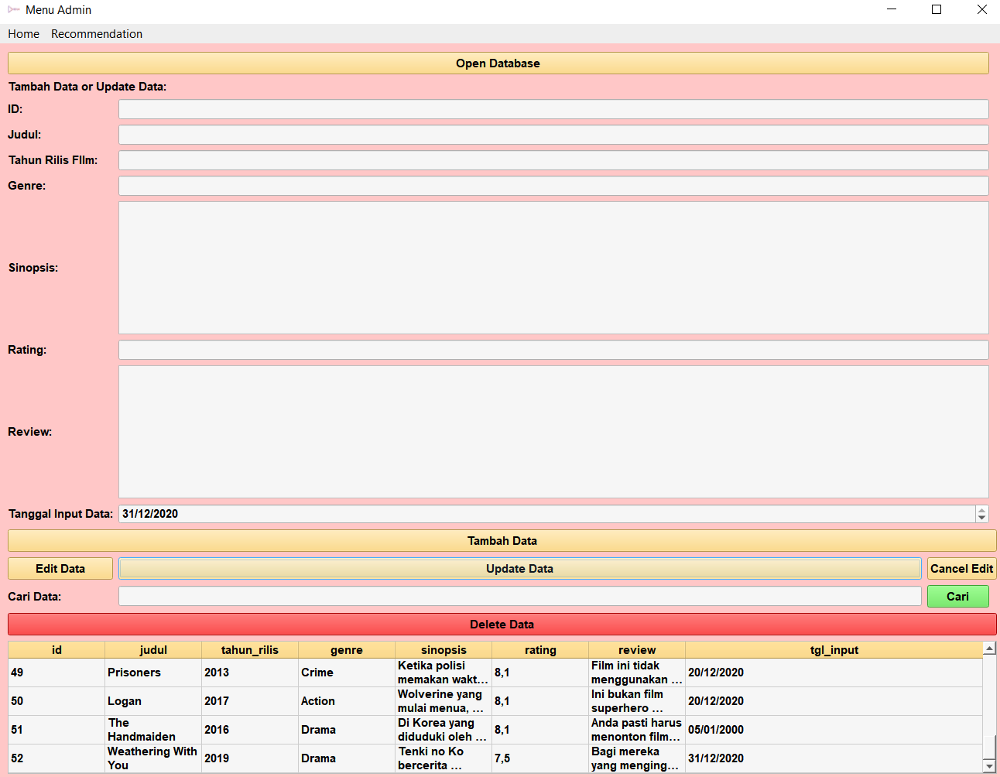 Menu Admin
Home Recommendation
Open Database
Tambah Data or Update Data:
ID:
Judul:
Tahun Rilis FIlm:
Genre:
Sinopsis:
Rating:
Review:
Tanggal Input Data: 31/12/2020
Tambah Data
Edit Data Update Data Cancel Edit
Cari Data: Cari
Delete Data
id judul tahun_rilis genre sinopsis rating review tgl_input
49 Prisoners 2013 Crime Ketika polisi memakan wakt... 8,1 Film ini tidak menggunakan ... 20/12/2020
50 Logan 2017 Action Wolverine yang mulai menua, ... 8,1 Ini bukan film superhero ... 20/12/2020
51 The Handmaiden 2016 Drama Di Korea yang diduduki oleh ... 8,1 Anda pasti harus menonton film... 05/01/2000
52 Weathering With You 2019 Drama Tenki no Ko bercerita ... 7,5 Bagi mereka yang menging... 31/12/2020